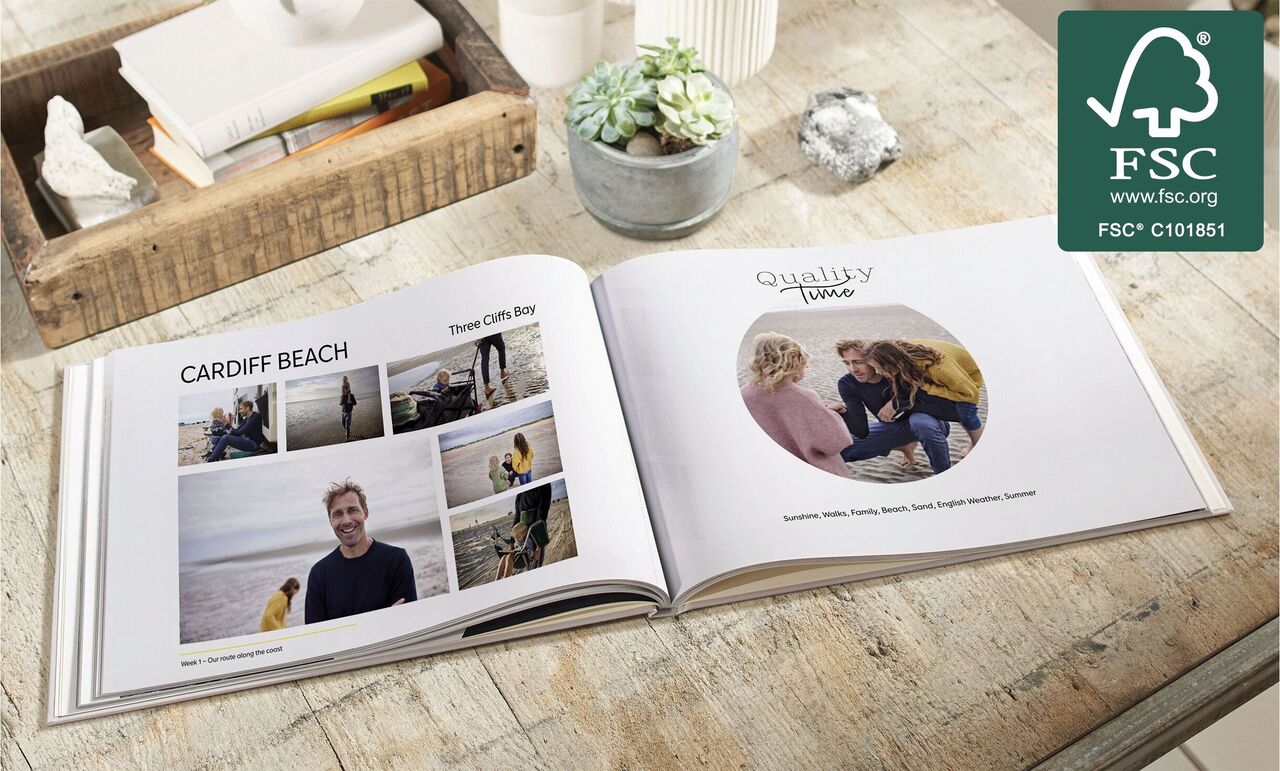 FSC®
www.fsc.org
FSC® C101851
Quality
Time
Three Cliffs Bay
CARDIFF BEACH
Sunshine, Walks, Family, Beach, Sand, English Weather, Summer
Week 1 – Our route along the coast